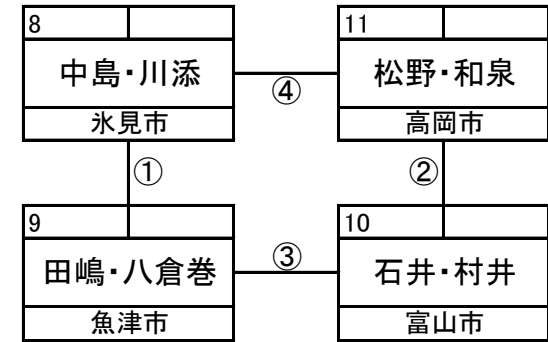 8 11
中島・川添 ④ 松野・和泉
氷見市 高岡市
① ②
9 10
田嶋・八倉巻 ③ 石井・村井
魚津市 富山市